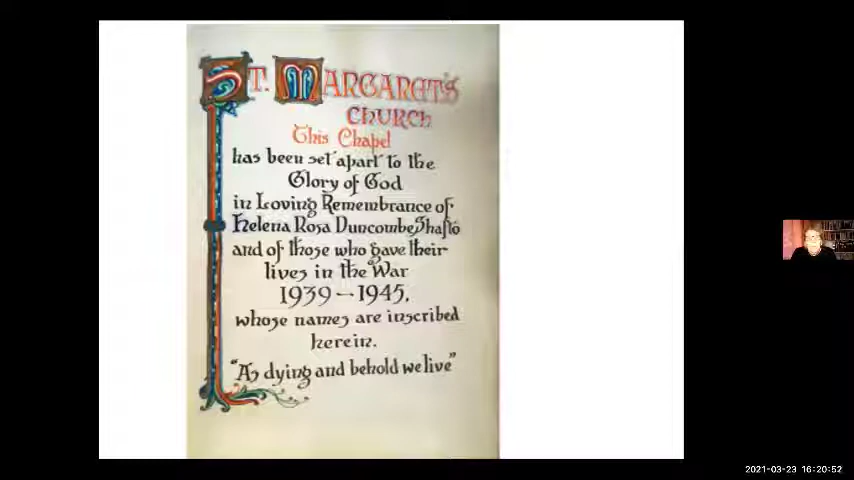 St. Margaret's
Church
This Chapel
has been set apart to the
Glory of God
in Loving Remembrance of
Helena Rosa Duncombe Shafto
and of those who gave their
lives in the War
1939-1945,
whose names are inscribed
herein.
"As dying and behold we live"
2021-03-23 16:20:52